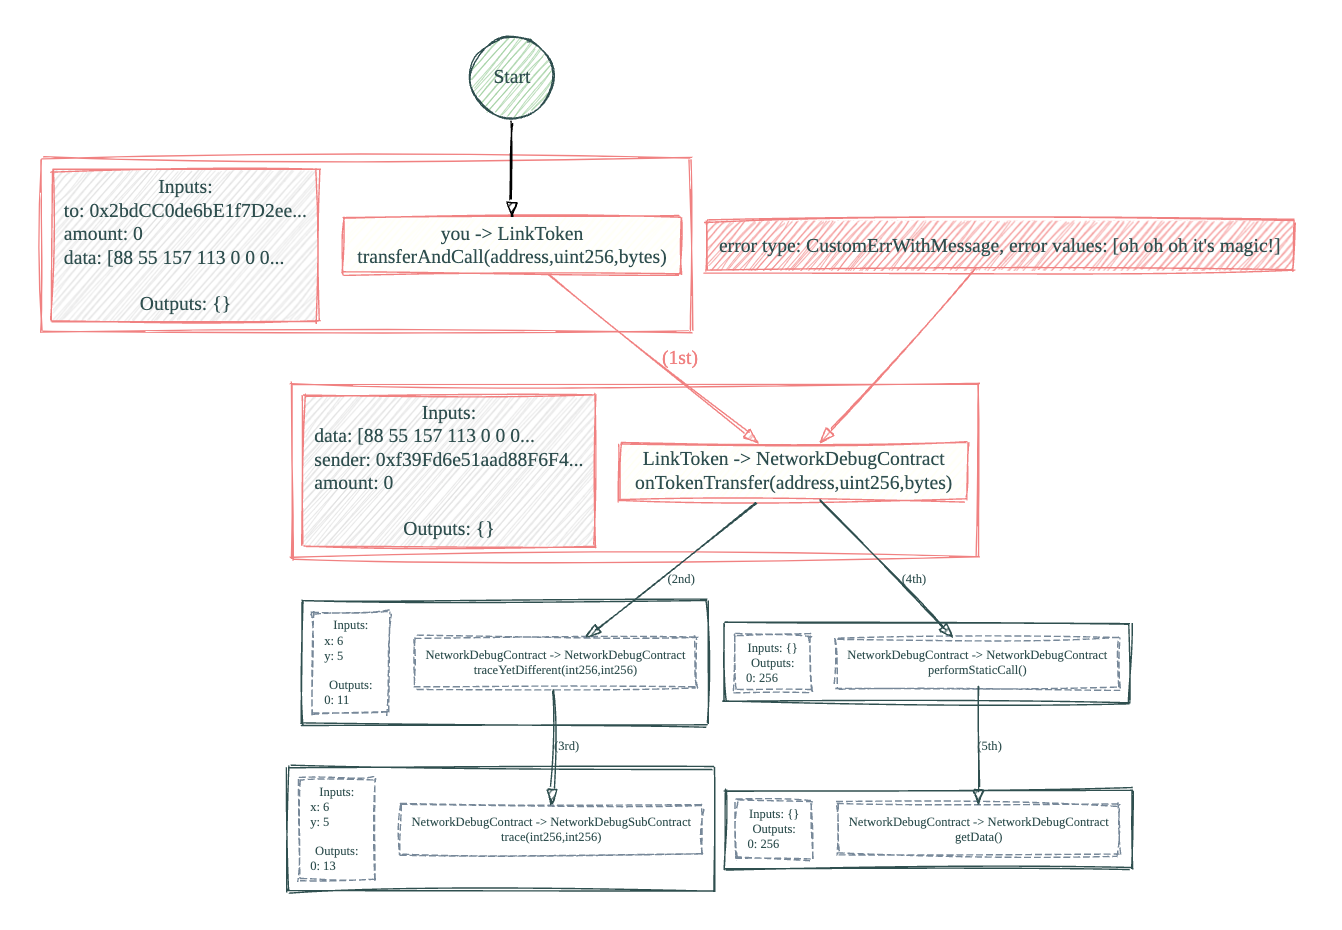 Start
Inputs:
to: 0x2bdCC0de6bE1f7D2ee...
amount: 0
data: [88 55 157 113 0 0 0...
Outputs: {}
you -> LinkToken
transferAndCall(address,uint256,bytes)
error type: CustomErrWithMessage, error values: [oh oh oh it's magic!]
(1st)
Inputs:
data: [88 55 157 113 0 0 0...
sender: 0xf39Fd6e51aad88F6F4...
amount: 0
Outputs: {}
LinkToken -> NetworkDebugContract
onTokenTransfer(address,uint256,bytes)
(2nd)
(4th)
Inputs:
x: 6
y: 5
Outputs:
0: 11
NetworkDebugContract -> NetworkDebugContract
traceYetDifferent(int256,int256)
Inputs: {}
Outputs:
0: 256
NetworkDebugContract -> NetworkDebugContract
performStaticCall()
(3rd)
(5th)
Inputs:
x: 6
y: 5
Outputs:
0: 13
NetworkDebugContract -> NetworkDebugSubContract
trace(int256,int256)
Inputs: {}
Outputs:
0: 256
NetworkDebugContract -> NetworkDebugContract
getData()